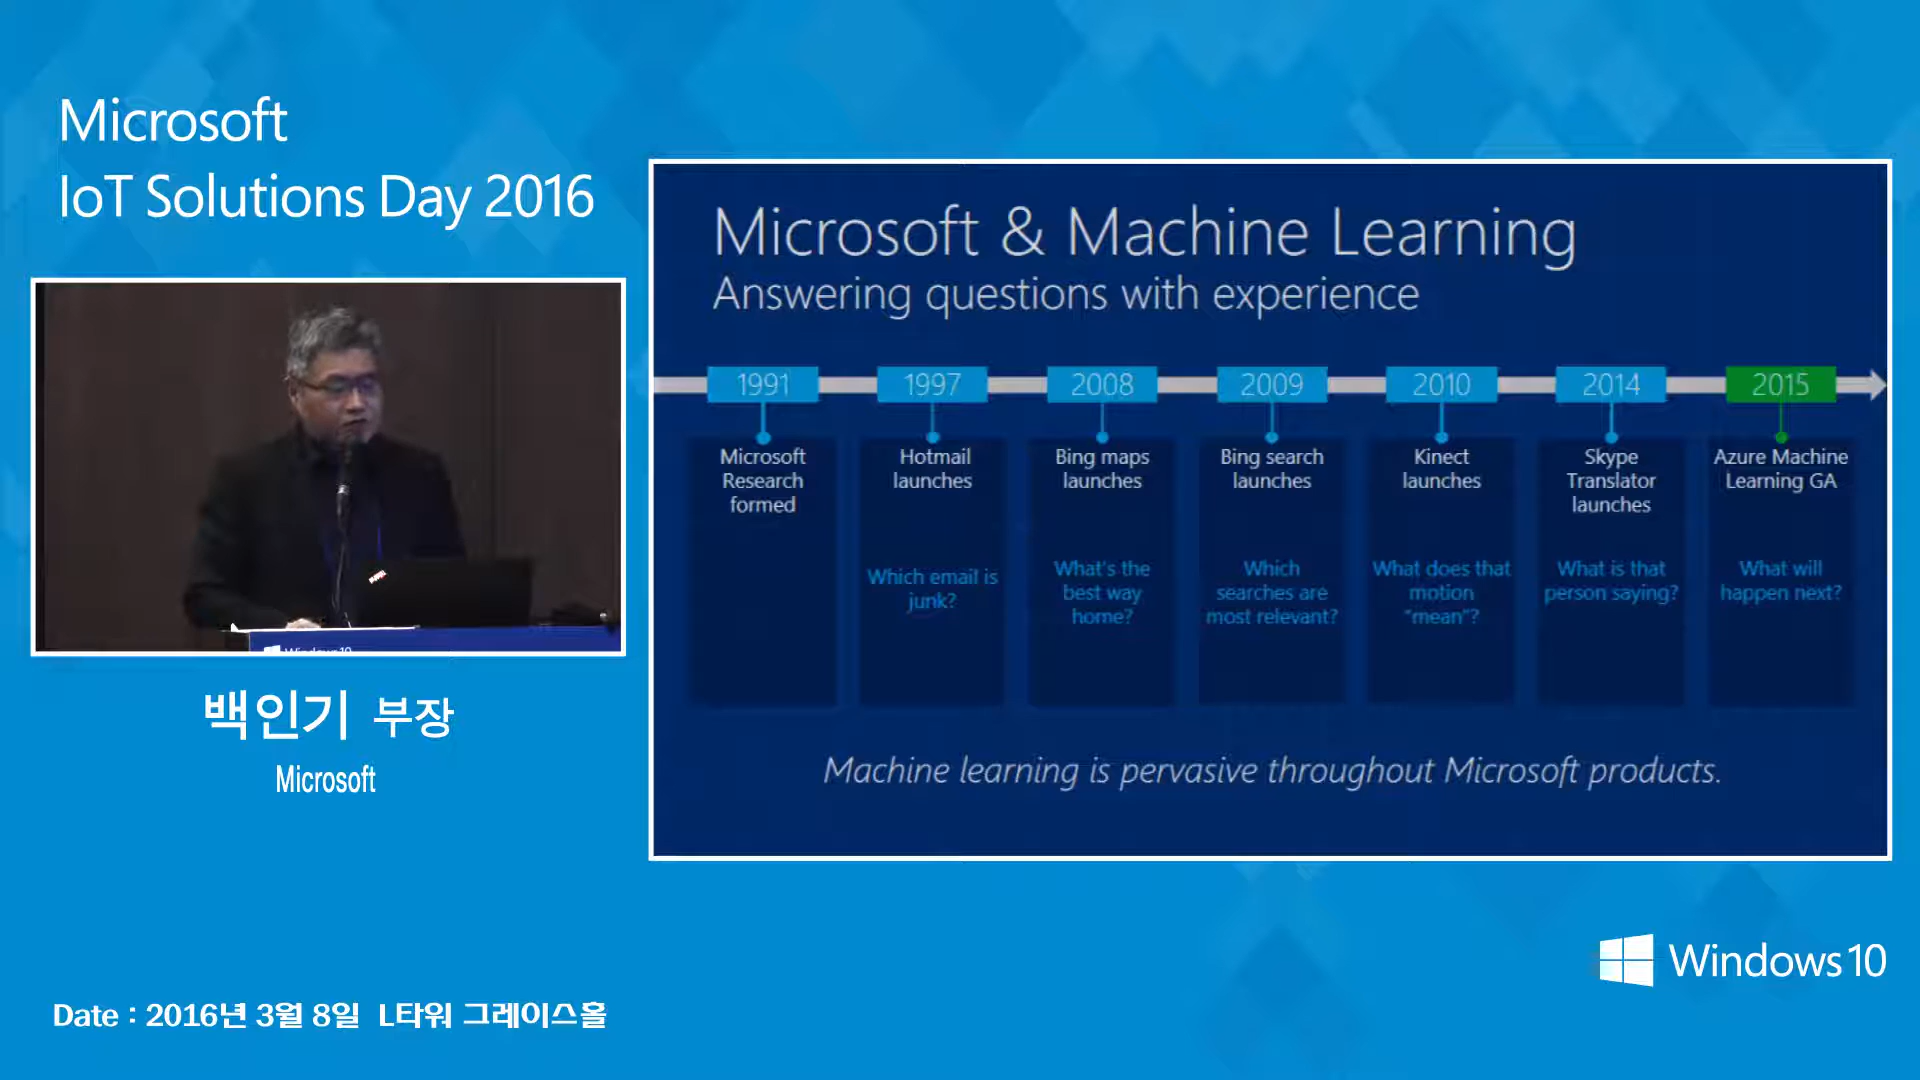 Microsoft
IoT Solutions Day 2016
Microsoft & Machine Learning
Answering questions with experience
1991
1997
2008
2009
2010
2014
2015
Microsoft
Research
formed
Hotmail
launches
Which email is
junk?
Bing maps
launches
What's the
best way
home?
Bing search
launches
Which
searches are
most relevant?
Kinect
launches
What does that
motion
"mean"?
Skype
Translator
launches
What is that
person saying?
Azure Machine
Learning GA
What will
happen next?
Machine learning is pervasive throughout Microsoft products.
Windows10
백인기 부장
Microsoft
Windows10
Date : 2016년 3월 8일 L타워 그레이스홀